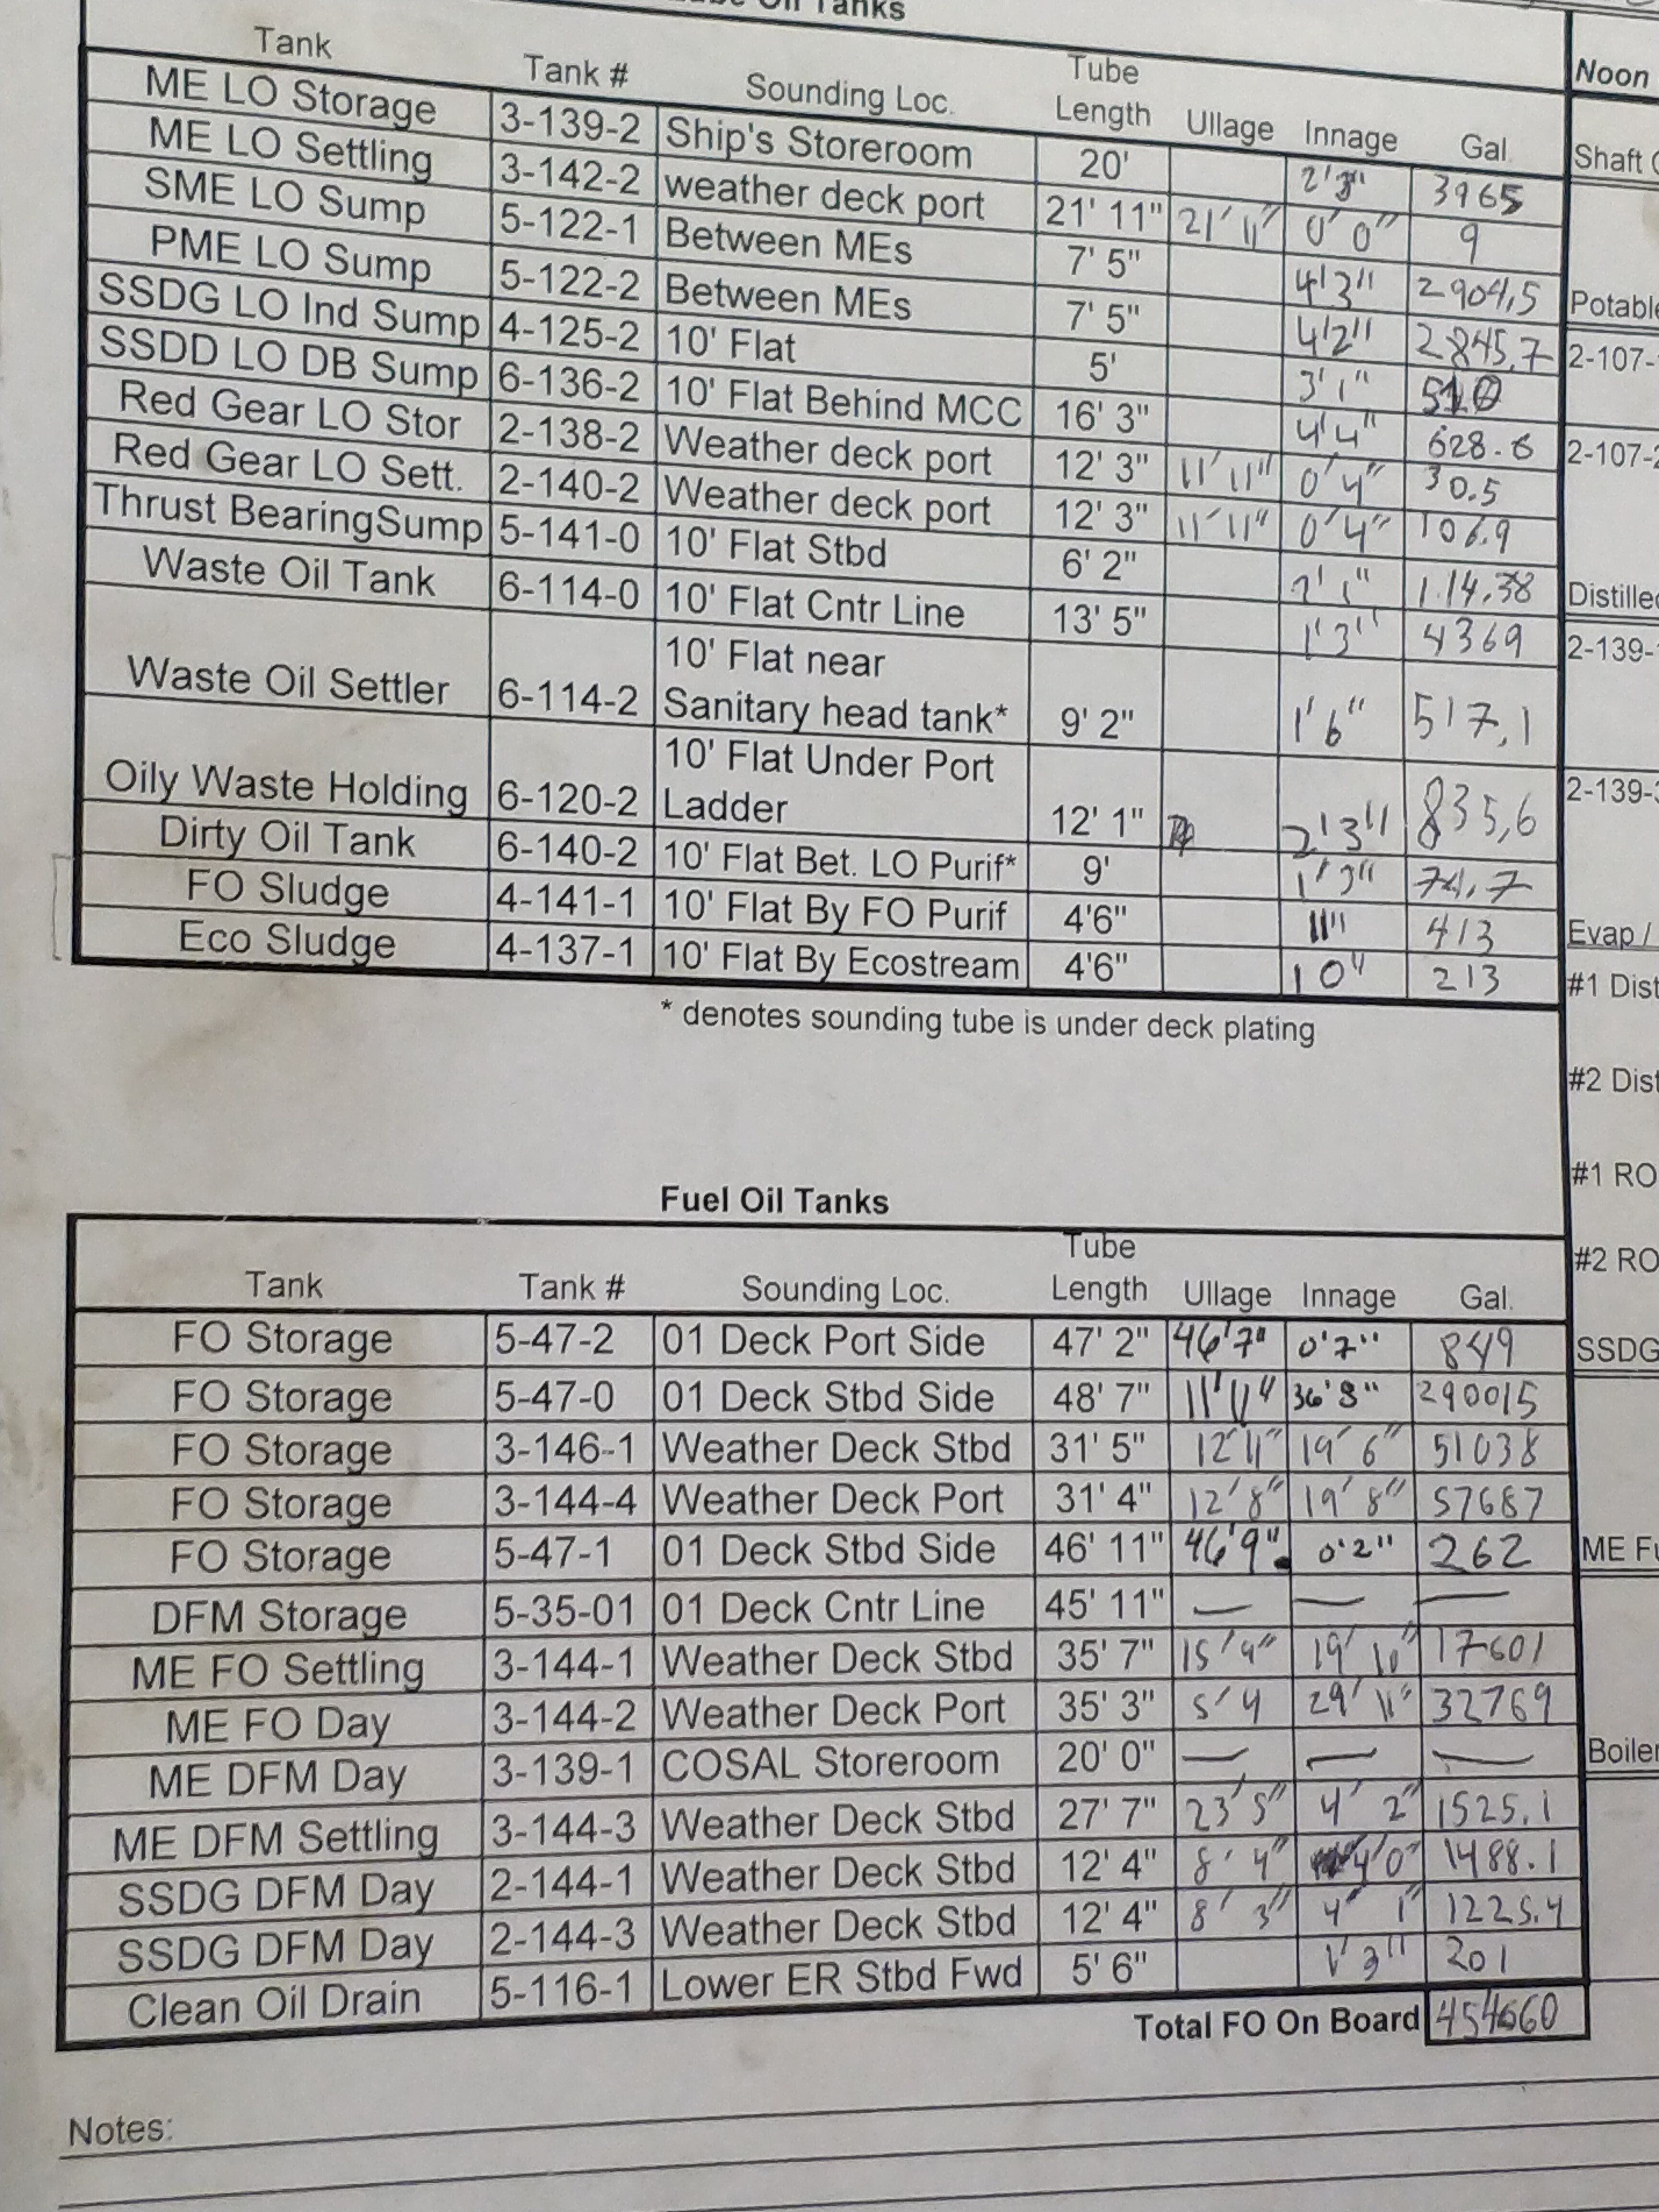 Oil Tanks
Tank Tank # Sounding Loc. Tube Length Ullage Innage Gal.
ME LO Storage 3-139-2 Ship's Storeroom 20' 2' 3965
ME LO Settling 3-142-2 weather deck port 21' 11" 21' 11" 0' 0" 9
SME LO Sump 5-122-1 Between MEs 7' 5" 4'3" 2904,5
PME LO Sump 5-122-2 Between MEs 7' 5" 4'2" 2845,7
SSDG LO Ind Sump 4-125-2 10' Flat 5' 3'1" 510
SSDD LO DB Sump 6-136-2 10' Flat Behind MCC 16' 3" 4'4" 628.6
Red Gear LO Stor 2-138-2 Weather deck port 12' 3" 11' 11" 0' 4" 30.5
Red Gear LO Sett. 2-140-2 Weather deck port 12' 3" 11' 11" 0' 4" 106.9
Thrust BearingSump 5-141-0 10' Flat Stbd 6' 2" 2' 1" 114.38
Waste Oil Tank 6-114-0 10' Flat Cntr Line 13' 5" 1'3" 4369
Waste Oil Settler 6-114-2 10' Flat near Sanitary head tank* 9' 2" 1'6" 517,1
Oily Waste Holding 6-120-2 10' Flat Under Port Ladder 12' 1" 2'3" 835,6
Dirty Oil Tank 6-140-2 10' Flat Bet. LO Purif* 9' 1'3" 74,7
FO Sludge 4-141-1 10' Flat By FO Purif 4'6" 11" 413
Eco Sludge 4-137-1 10' Flat By Ecostream 4'6" 10" 213
* denotes sounding tube is under deck plating
Fuel Oil Tanks
Tank Tank # Sounding Loc. Tube Length Ullage Innage Gal.
FO Storage 5-47-2 01 Deck Port Side 47' 2" 46'7" 0'7" 849
FO Storage 5-47-0 01 Deck Stbd Side 48' 7" 11'11" 36'8" 290015
FO Storage 3-146-1 Weather Deck Stbd 31' 5" 12'11" 19' 6" 51038
FO Storage 3-144-4 Weather Deck Port 31' 4" 12' 8" 19' 8" 57687
FO Storage 5-47-1 01 Deck Stbd Side 46' 11" 46'9" 0'2" 262
DFM Storage 5-35-01 01 Deck Cntr Line 45' 11" — — —
ME FO Settling 3-144-1 Weather Deck Stbd 35' 7" 15' 9" 19' 10" 17601
ME FO Day 3-144-2 Weather Deck Port 35' 3" 5' 4 29' 11" 32769
ME DFM Day 3-139-1 COSAL Storeroom 20' 0" — — —
ME DFM Settling 3-144-3 Weather Deck Stbd 27' 7" 23' 5" 4' 2" 1525.1
SSDG DFM Day 2-144-1 Weather Deck Stbd 12' 4" 8' 4" 4'0" 1488.1
SSDG DFM Day 2-144-3 Weather Deck Stbd 12' 4" 8' 3" 4' 1" 1225.4
Clean Oil Drain 5-116-1 Lower ER Stbd Fwd 5' 6" 1' 3" 201
Total FO On Board 454660
Notes:
Noon
Shaft
2-107-
2-107-2
2-139-
2-139-3
Evap /
#1 Dist
#2 Dist
#1 RO
#2 RO
SSDG
ME
Boiler